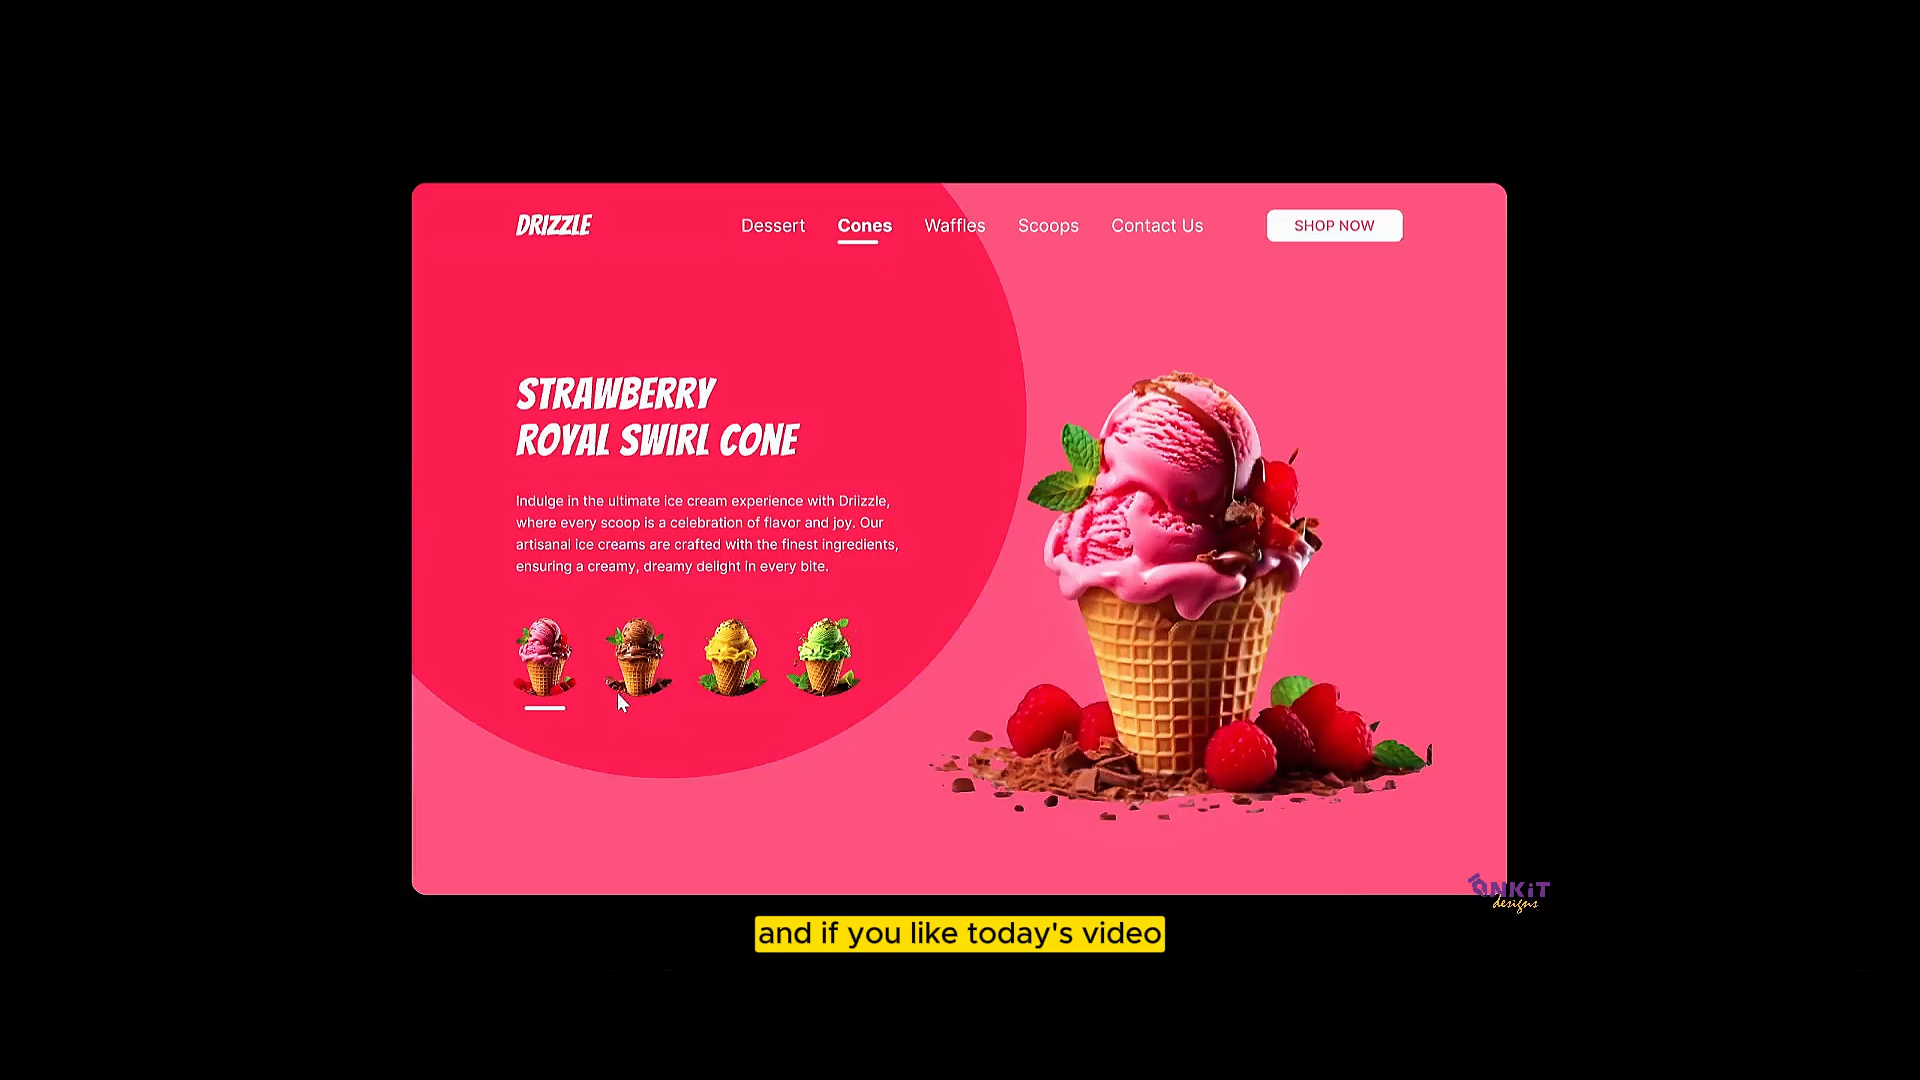 DRIZZLE
Dessert
Cones
Waffles
Scoops
Contact Us
SHOP NOW
STRAWBERRY
ROYAL SWIRL CONE
Indulge in the ultimate ice cream experience with Driizzle,
where every scoop is a celebration of flavor and joy. Our
artisanal ice creams are crafted with the finest ingredients,
ensuring a creamy, dreamy delight in every bite.
ANKiT
designs
and if you like today's video